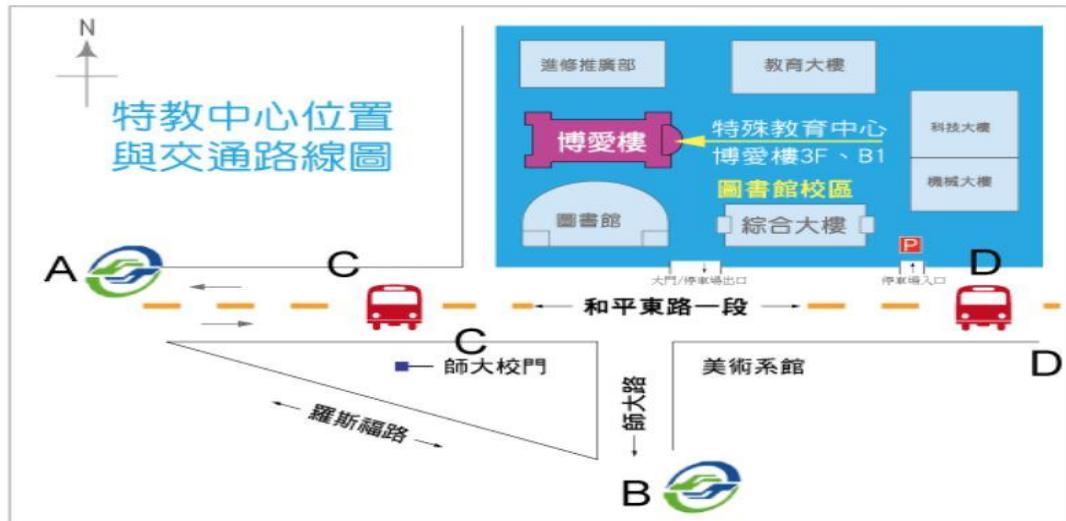 N
特教中心位置
與交通路線圖
進修推廣部
教育大樓
博愛樓
特殊教育中心
博愛樓3F、B1
科技大樓
機械大樓
圖書館校區
圖書館
綜合大樓
P
大門/停車場出口
停車場入口
A
C
D
和平東路一段
C
師大校門
美術系館
D
羅斯福路
師大路
B